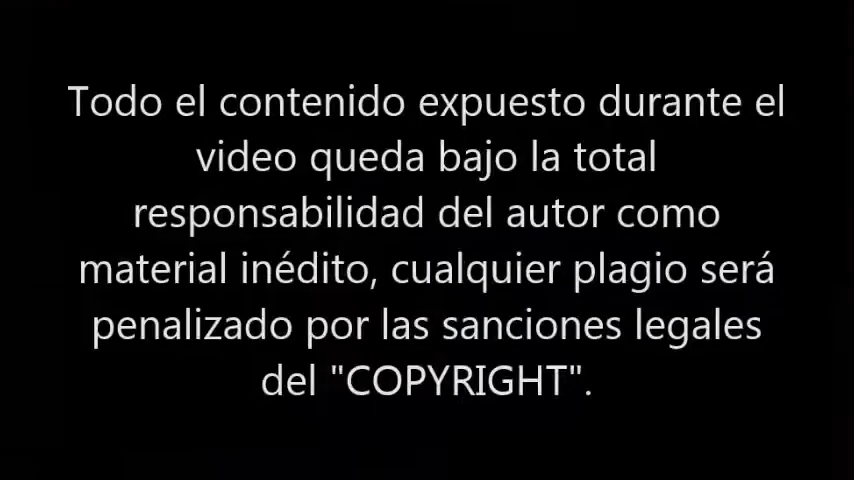 Todo el contenido expuesto durante el
video queda bajo la total
responsabilidad del autor como
material inédito, cualquier plagio será
penalizado por las sanciones legales
del "COPYRIGHT".